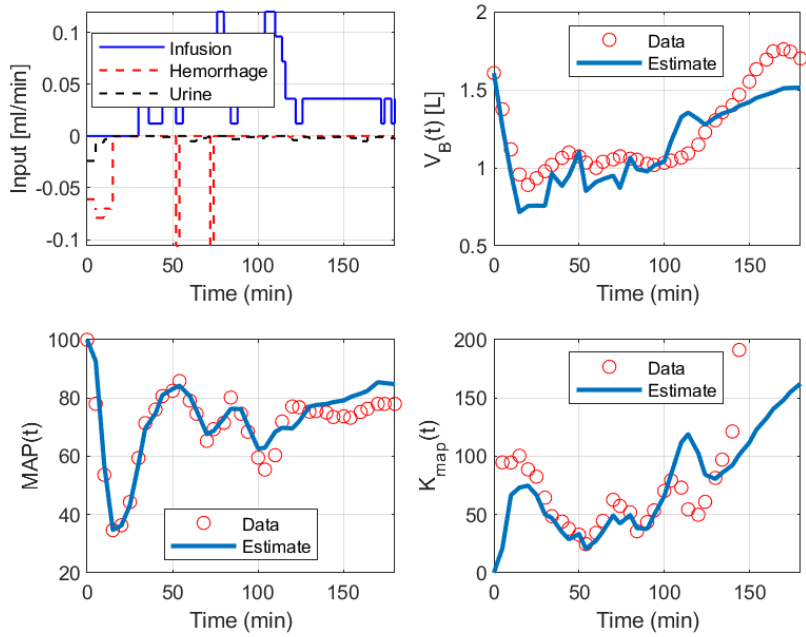 Input [ml/min]
0.1
0.05
0
-0.05
-0.1
Infusion
Hemorrhage
Urine
0 50 100 150
Time (min)
V_B(t) [L]
2
1.5
1
0.5
Data
Estimate
0 50 100 150
Time (min)
MAP(t)
100
80
60
40
20
Data
Estimate
0 50 100 150
Time (min)
K_map(t)
200
150
100
50
0
Data
Estimate
0 50 100 150
Time (min)